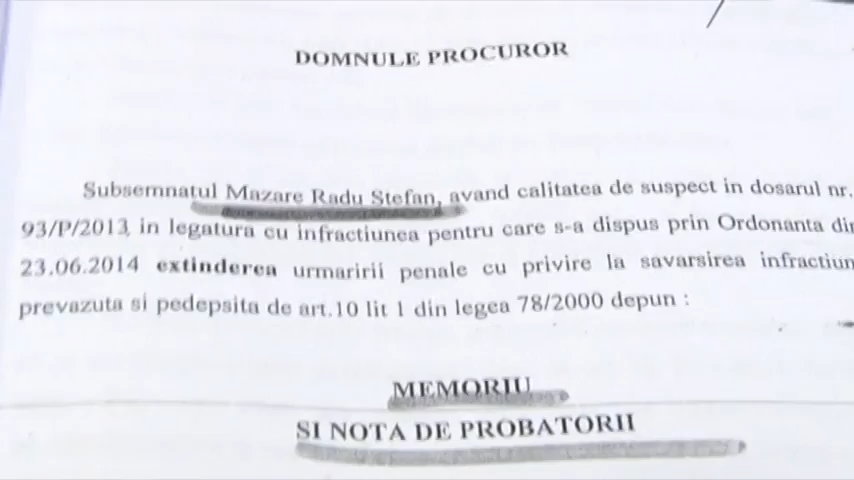 DOMNULE PROCUROR
Subsemnatul Mazare Radu Stefan, avand calitatea de suspect in dosarul nr.
93/P/2013, in legatura cu infractiunea pentru care s-a dispus prin Ordonanta din
23.06.2014 extinderea urmaririi penale cu privire la savarsirea infractiun
prevazuta si pedepsita de art.10 lit 1 din legea 78/2000 depun :
MEMORIU
SI NOTA DE PROBATORII